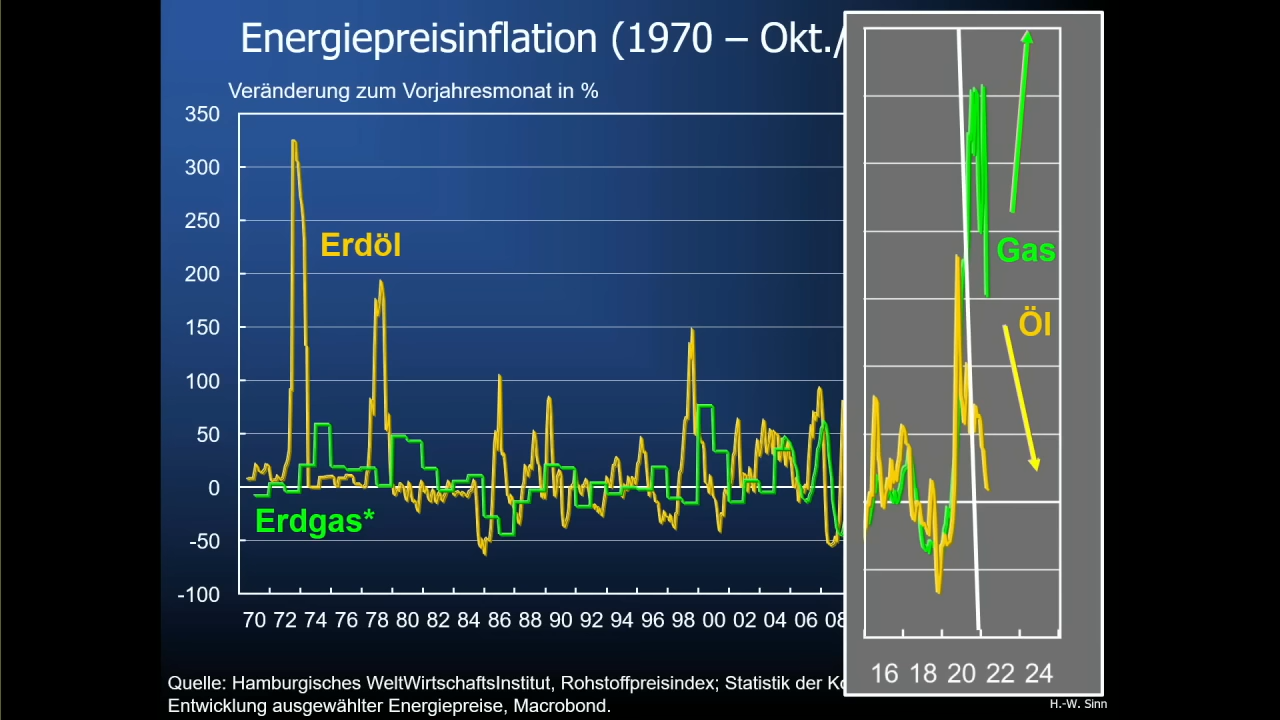 Energiepreisinflation (1970 – Okt./
Veränderung zum Vorjahresmonat in %
350
300
250
200
150
100
50
0
-50
-100
Erdöl
Erdgas*
70 72 74 76 78 80 82 84 86 88 90 92 94 96 98 00 02 04 06 08
Gas
Öl
16 18 20 22 24
Quelle: Hamburgisches WeltWirtschaftsInstitut, Rohstoffpreisindex; Statistik der
Entwicklung ausgewählter Energiepreise, Macrobond.
H.-W. Sinn